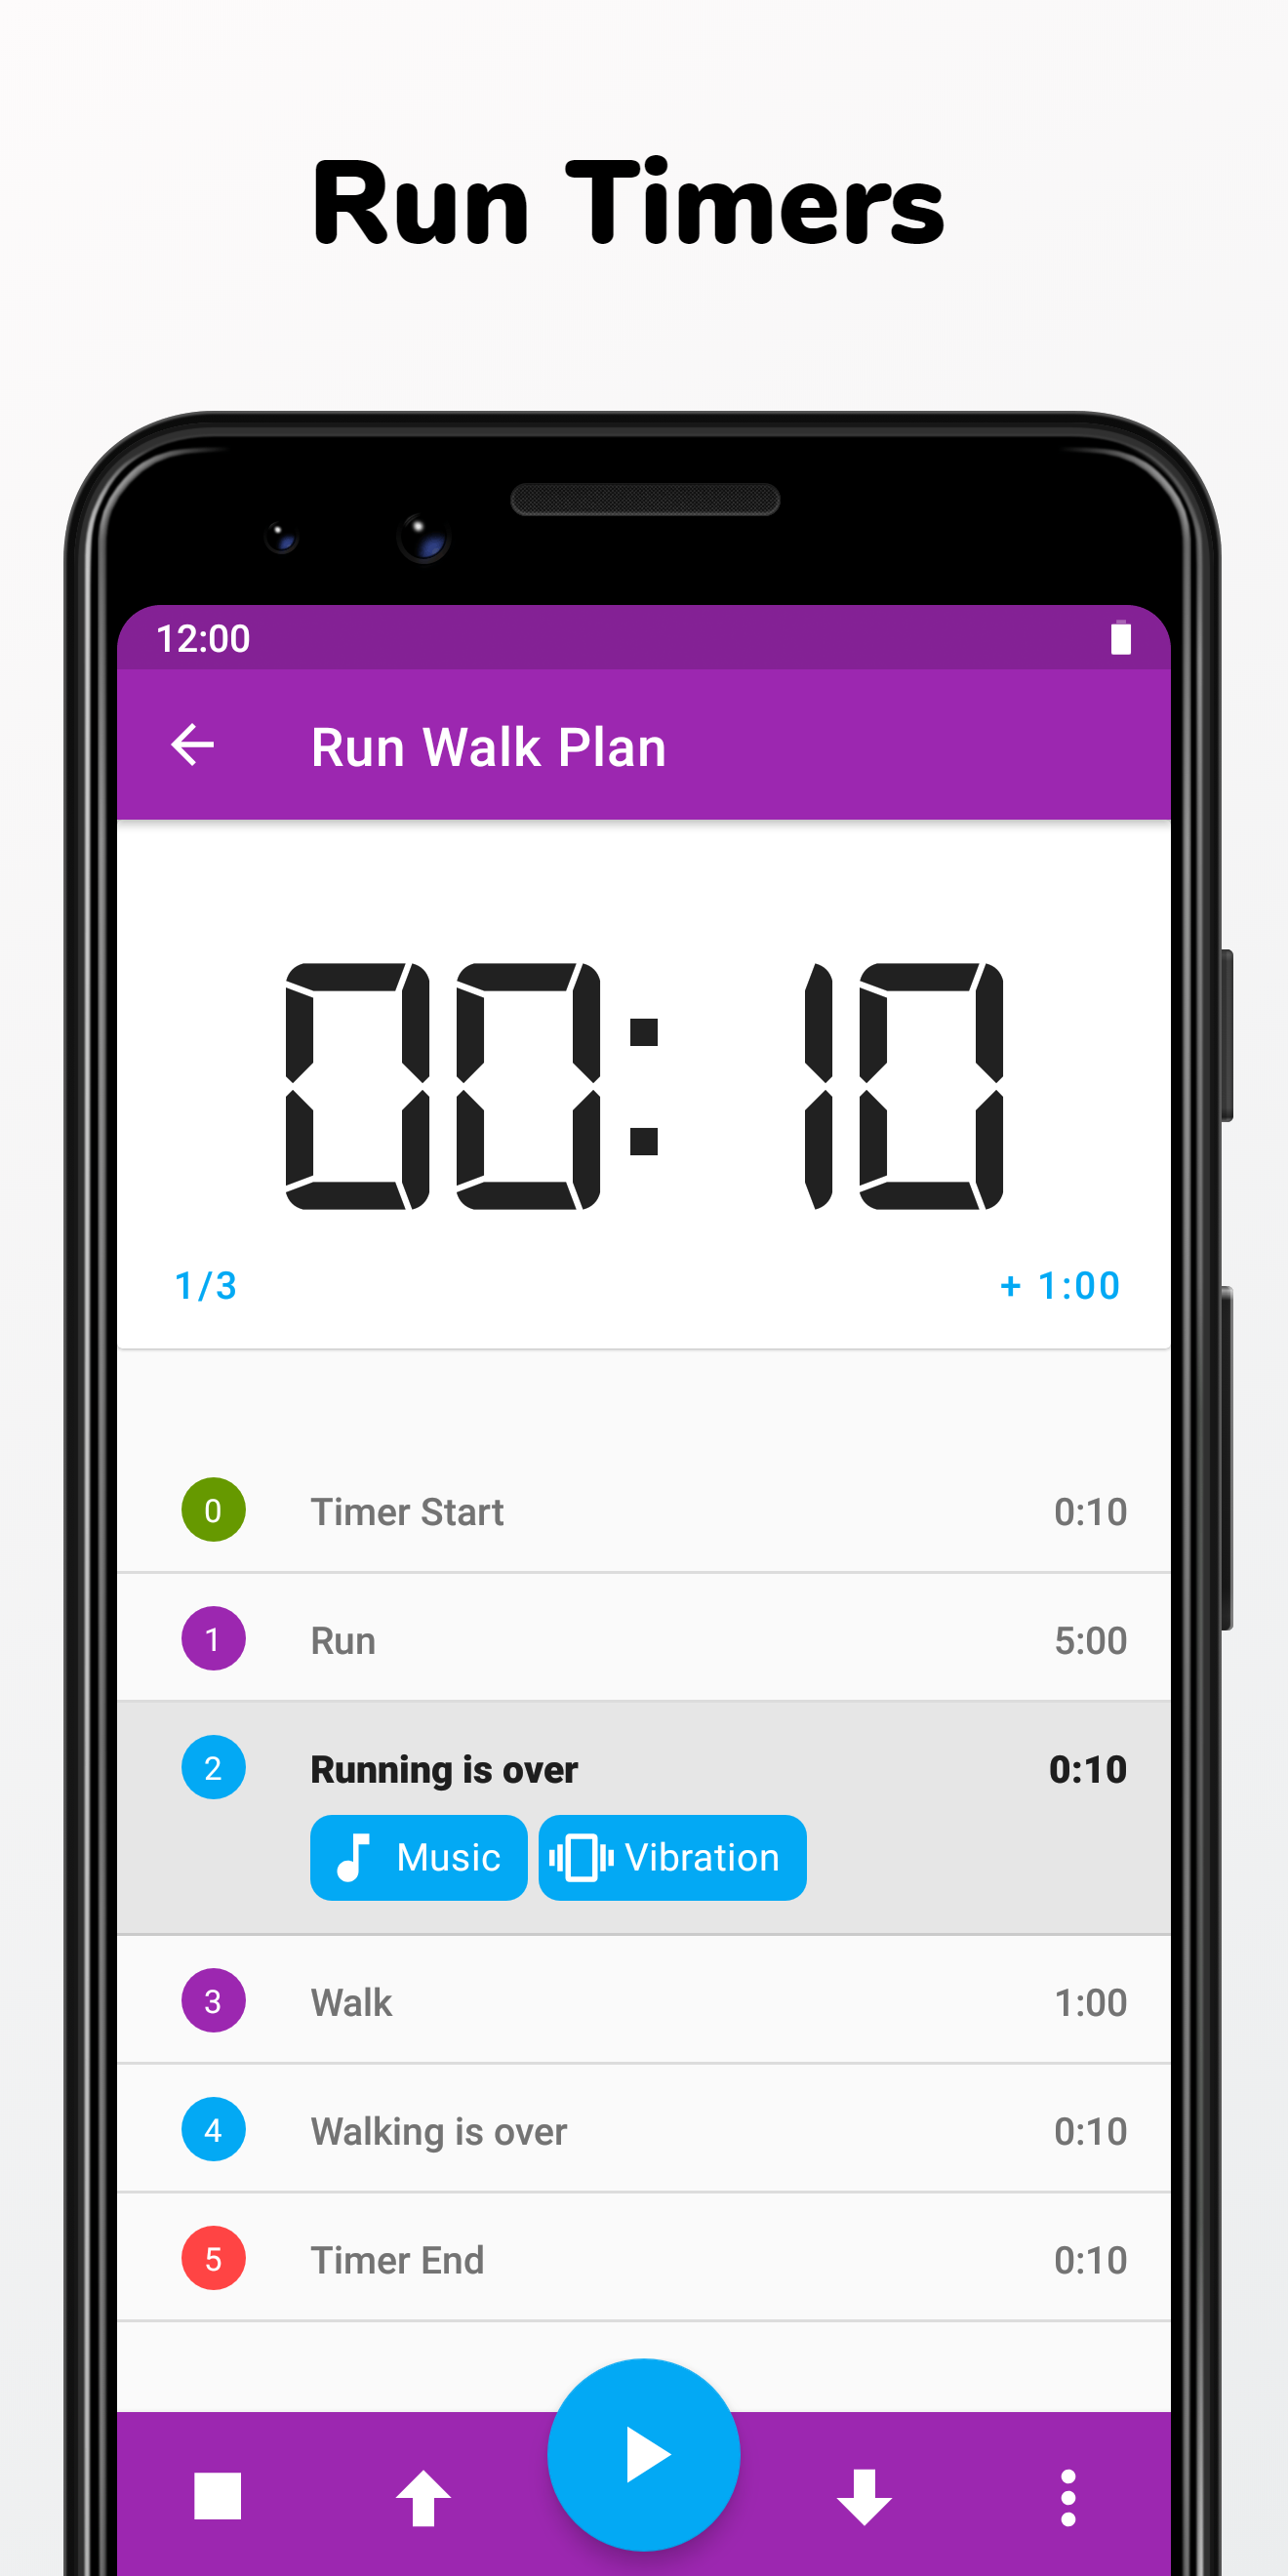 Run Timers
12:00
Run Walk Plan
00:10
1/3 + 1:00
0 Timer Start 0:10
1 Run 5:00
2 Running is over 0:10
Music Vibration
3 Walk 1:00
4 Walking is over 0:10
5 Timer End 0:10